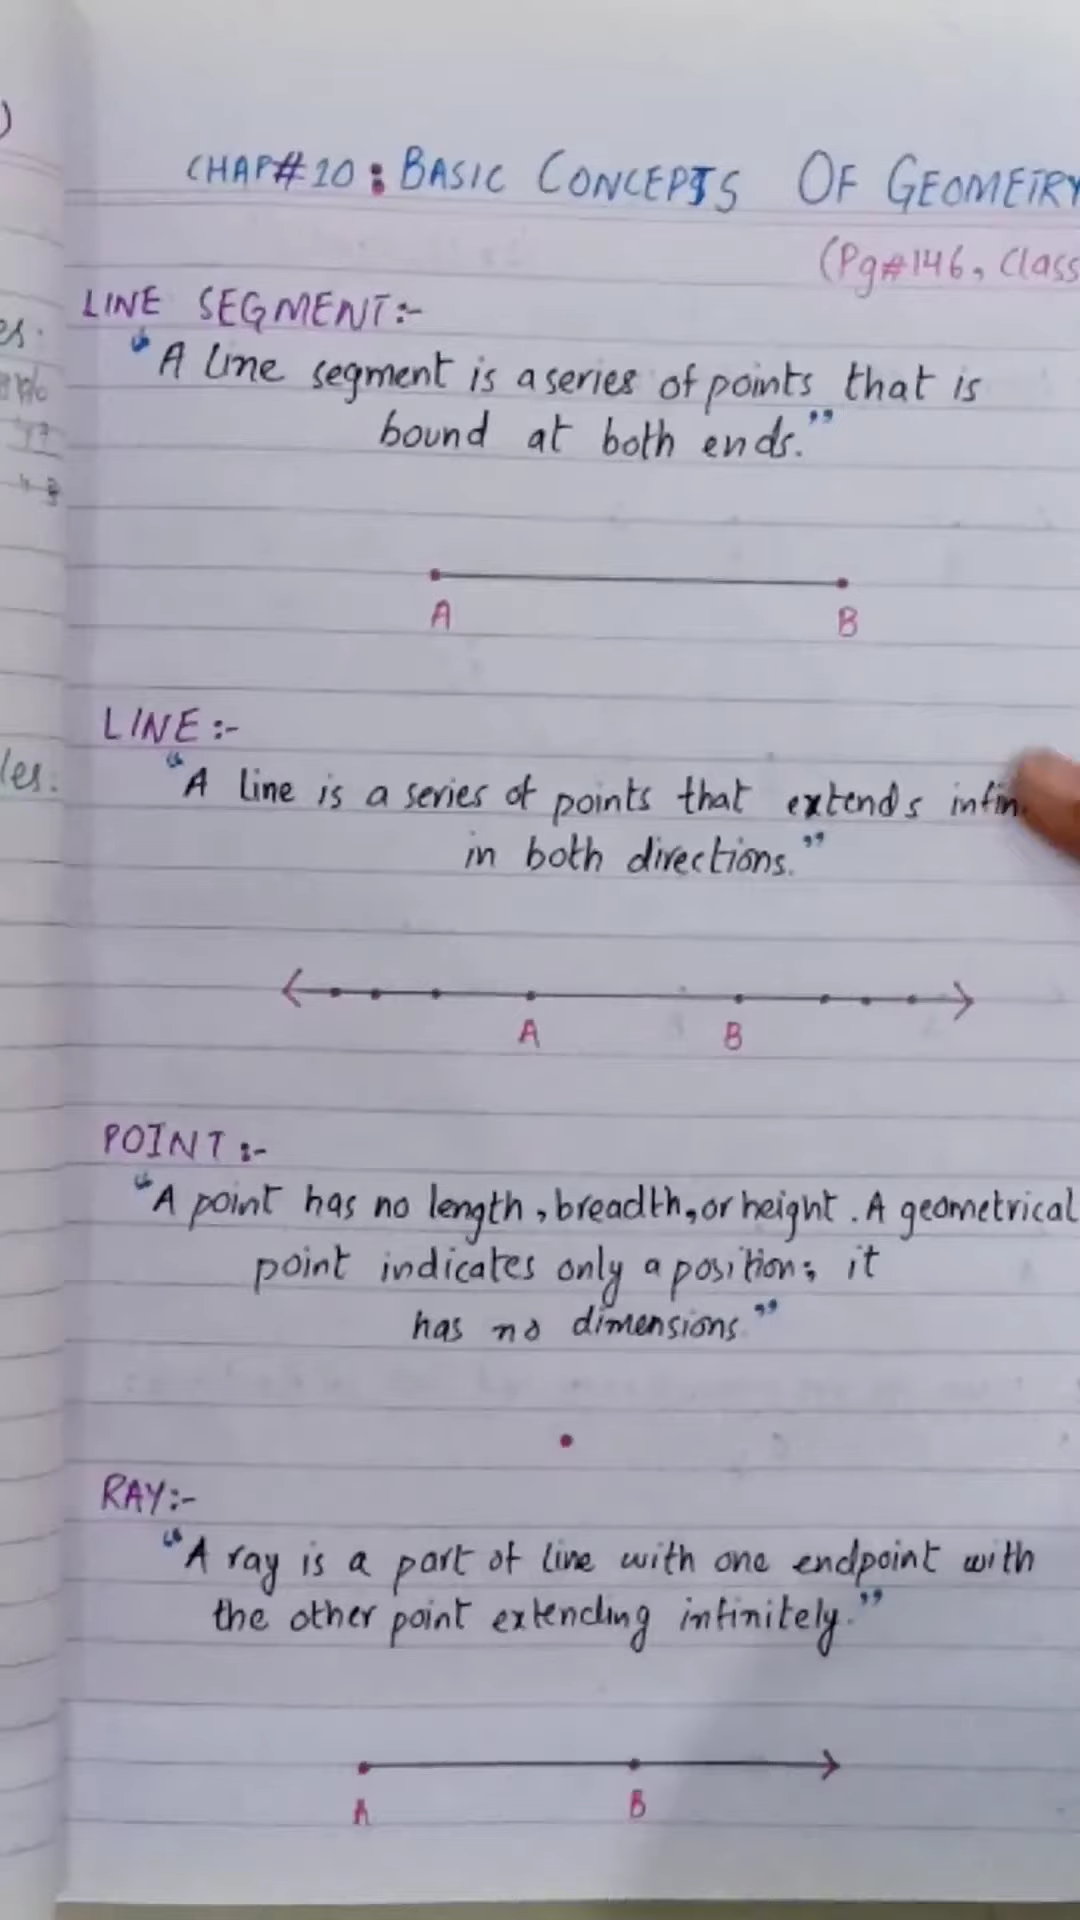 CHAP#10: BASIC CONCEPTS OF GEOMETRY
(Pg#146, Class
LINE SEGMENT:-
"A line segment is a series of points that is
bound at both ends."
A B
LINE:-
"A line is a series of points that extends infin
in both directions."
A B
POINT:-
"A point has no length, breadth, or height. A geometrical
point indicates only a position; it
has no dimensions."
RAY:-
"A ray is a part of line with one endpoint with
the other point extending infinitely."
A B